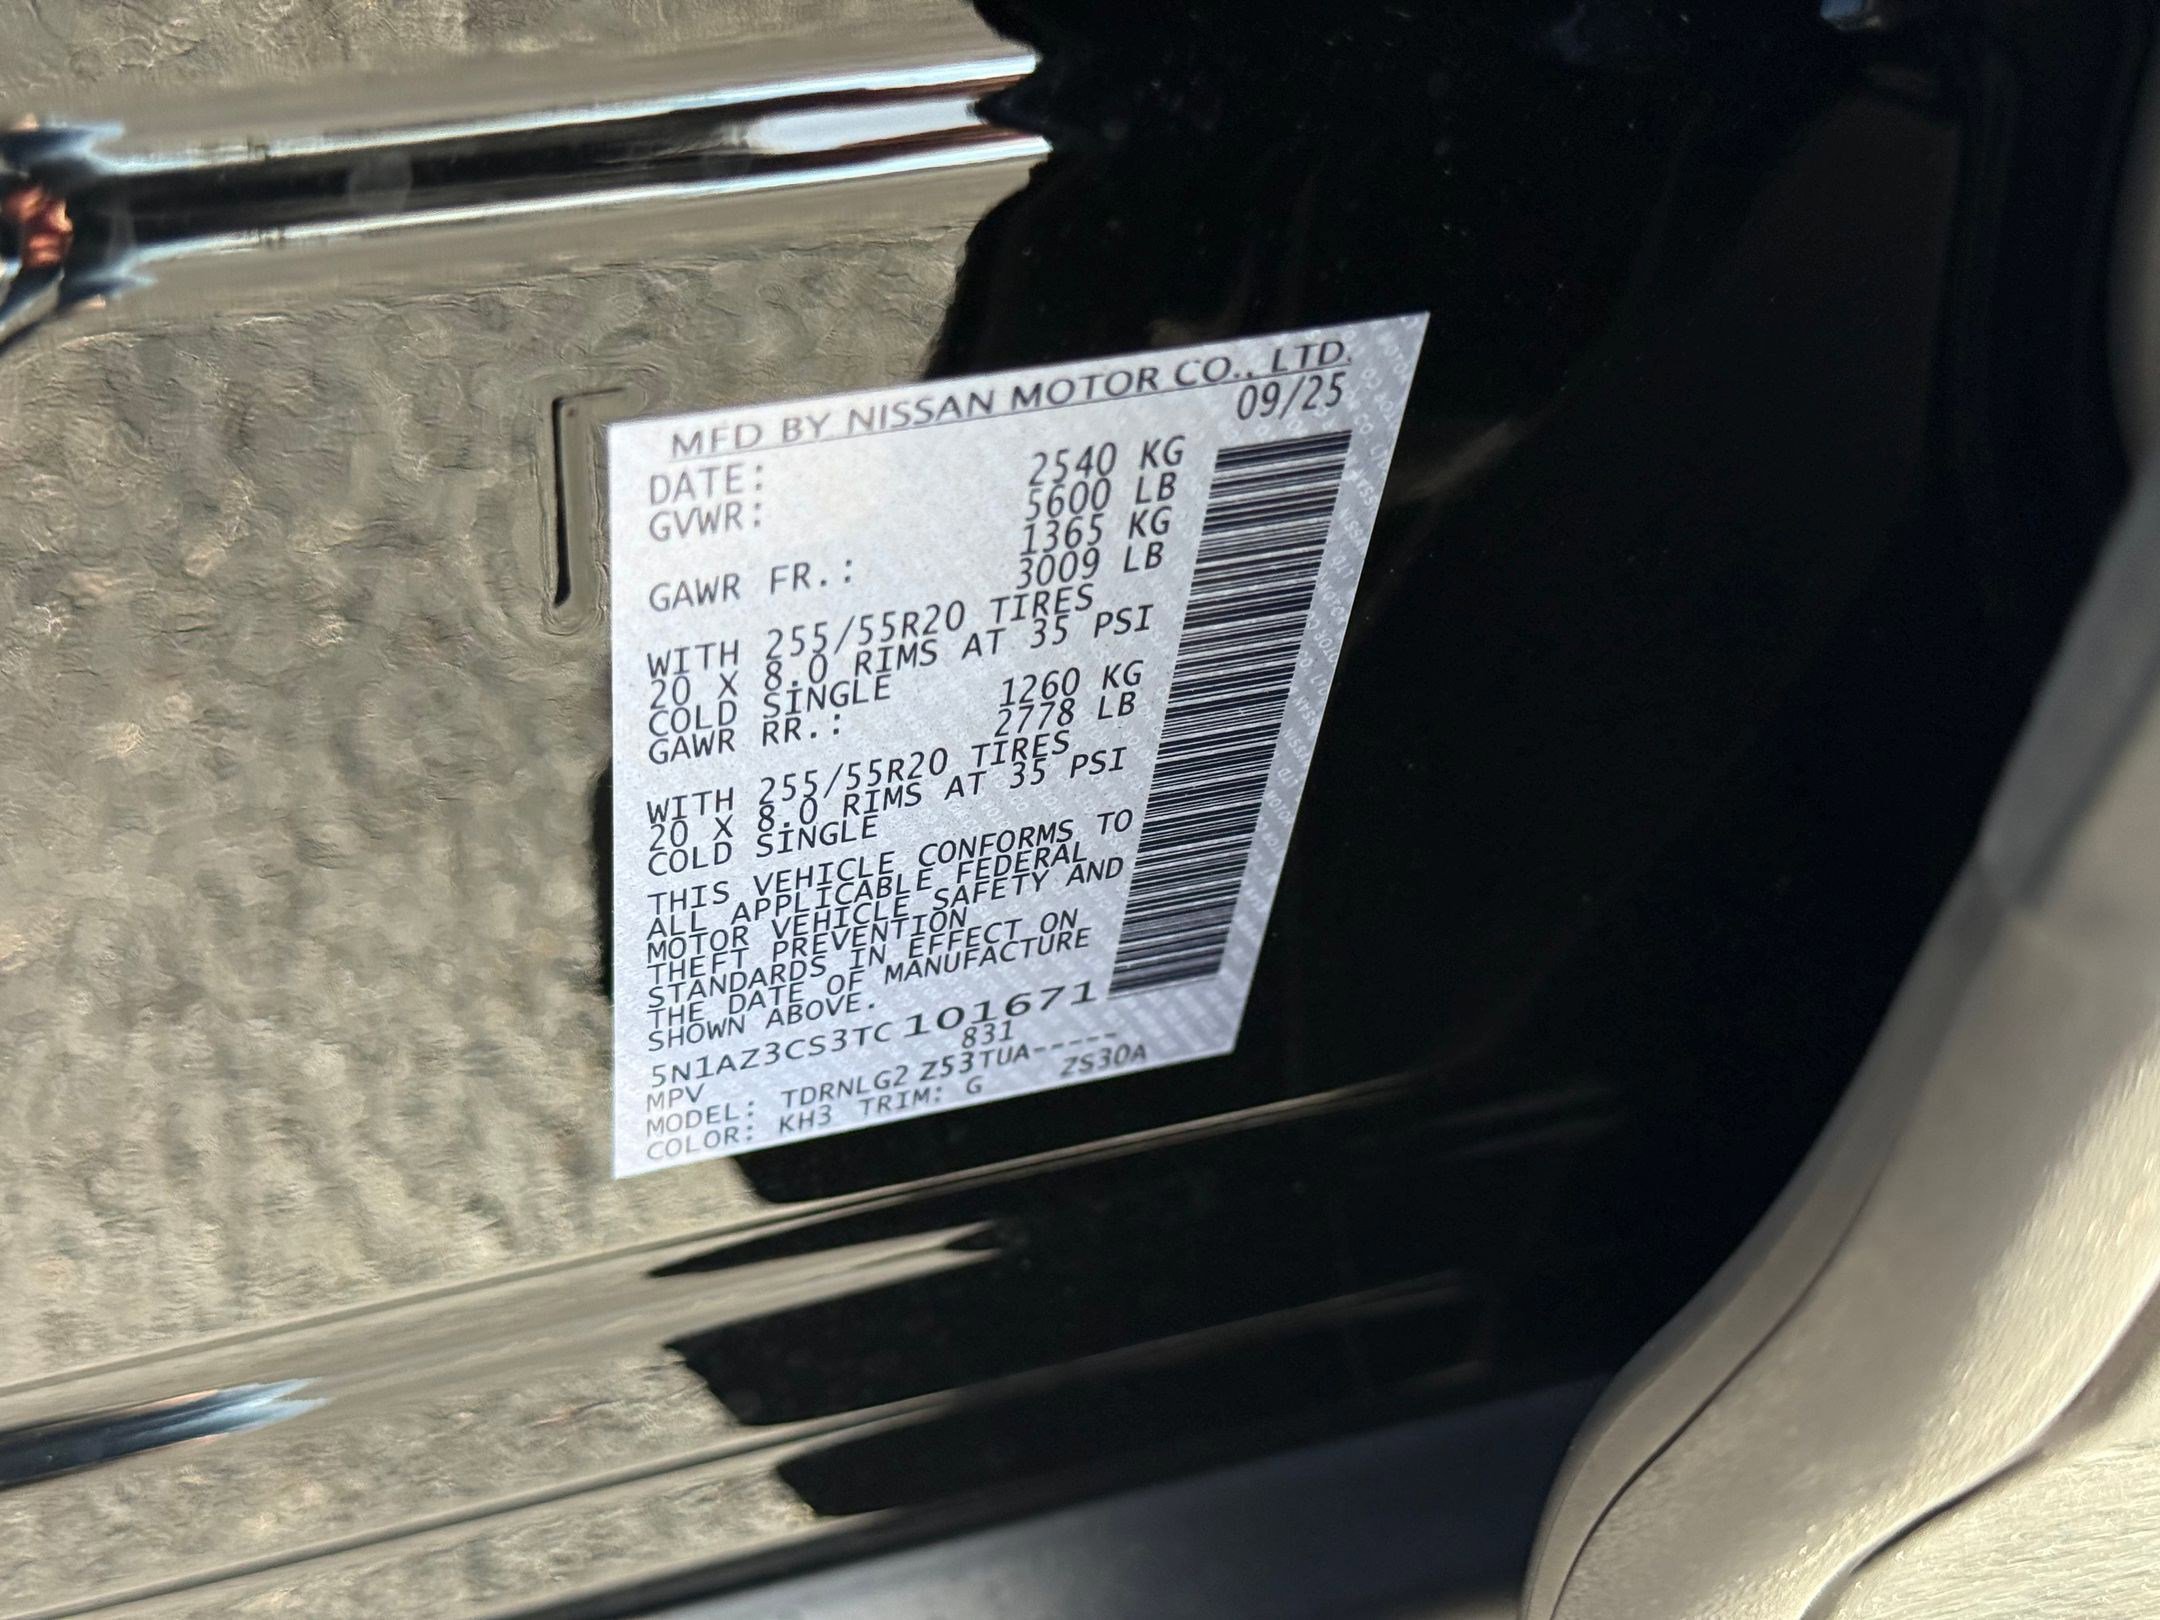 MFD BY NISSAN MOTOR CO., LTD.
DATE: 09/25
GVWR: 2540 KG
5600 LB
GAWR FR.: 1365 KG
3009 LB
WITH 255/55R20 TIRES
20 X 8.0 RIMS AT 35 PSI
COLD SINGLE
GAWR RR.: 1260 KG
2778 LB
WITH 255/55R20 TIRES
20 X 8.0 RIMS AT 35 PSI
COLD SINGLE
THIS VEHICLE CONFORMS TO
ALL APPLICABLE FEDERAL
MOTOR VEHICLE SAFETY AND
THEFT PREVENTION
STANDARDS IN EFFECT ON
THE DATE OF MANUFACTURE
SHOWN ABOVE.
5N1AZ3CS3TC101671
MPV 831
MODEL: TDRNLG2 Z53TUA-----
COLOR: KH3 TRIM: G ZS30A